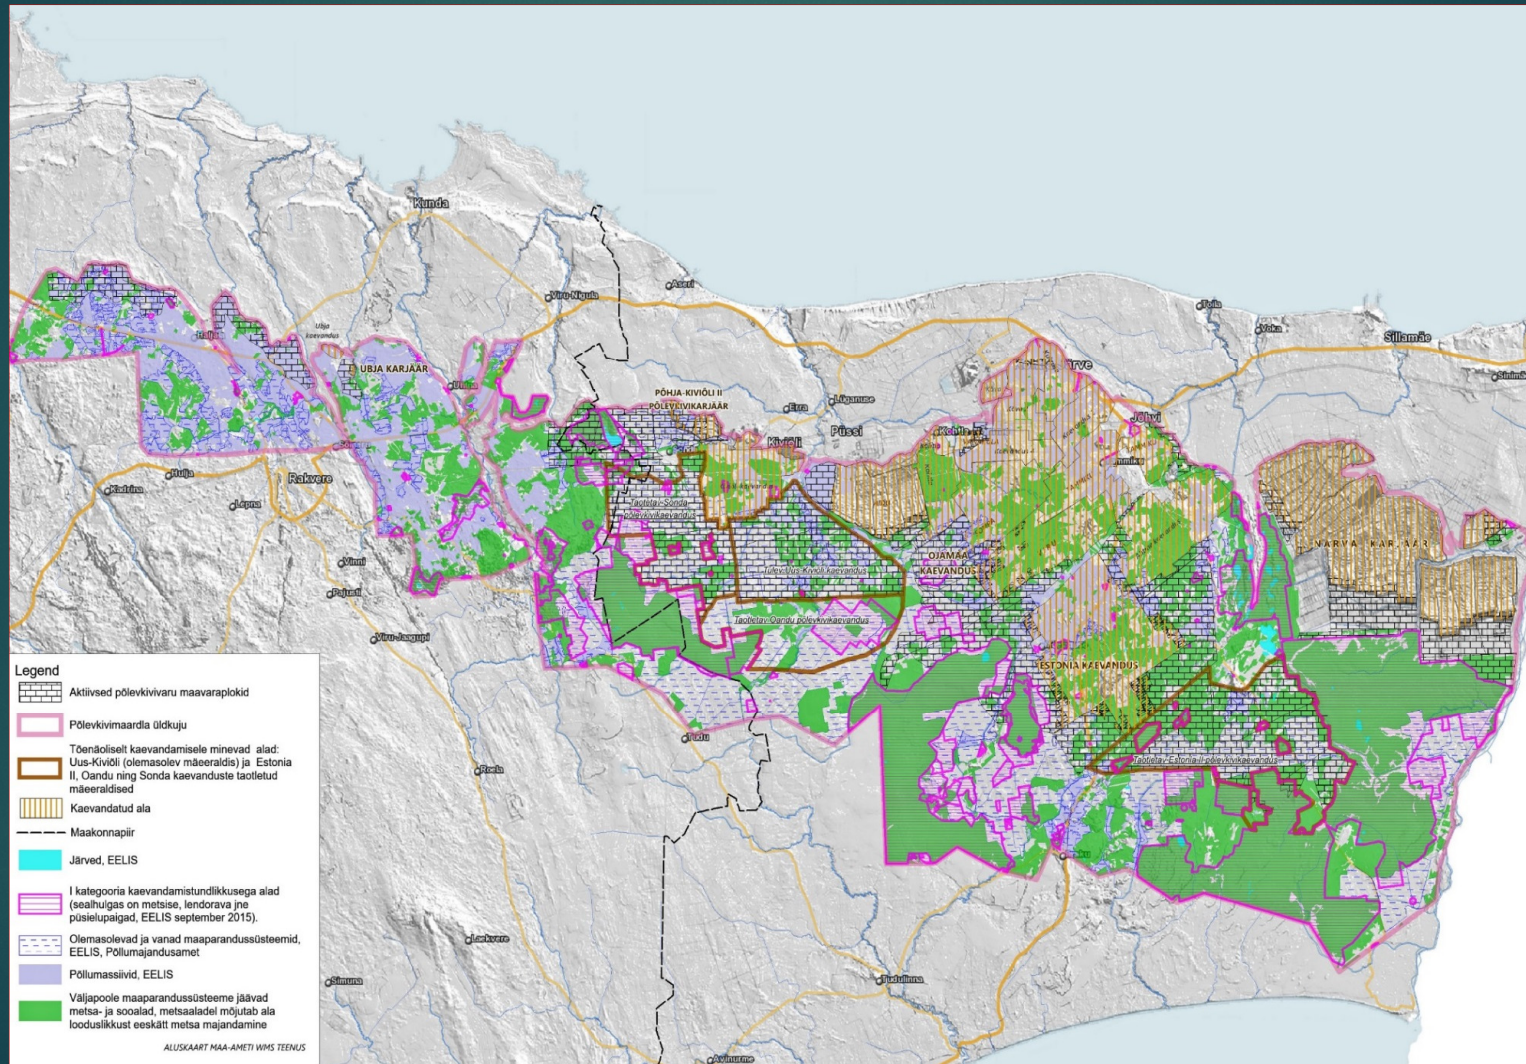 Kunda
Aseri
Viru-Nigula
Toila
Voka
Sillamäe
Ubja
kaevandus
UBJA KARJÄÄR
PÕHJA-KIVIÕLI II
PÕLEVKIVIKARJÄÄR
Erra
Lüganuse
Püssi
Kiviõli
Jõhvi
Hulja
Kadrina
Rakvere
Lepna
Taotletav-Sonda
põlevkivikaevandus
NARVA KARJÄÄR
OJAMAA
KAEVANDUS
Tulev-Uus-Kiviõli kaevandus
Vinni
Pajusti
Taotletav-Oandu põlevkivikaevandus
Viru-Jaagupi
ESTONIA KAEVANDUS
Tudu
Taotletav-Estonia-II-põlevkivikaevandus
Roela
Laekvere
Simuna
Tudulinna
Avinurme
Legend
Aktiivsed põlevkivivaru maavaraplokid
Põlevkivimaardla üldkuju
Tõenäoliselt kaevandamisele minevad alad:
Uus-Kiviõli (olemasolev mäeeraldis) ja Estonia
II, Oandu ning Sonda kaevanduste taotletud
mäeeraldised
Kaevandatud ala
Maakonnapiir
Järved, EELIS
I kategooria kaevandamistundlikkusega alad
(sealhulgas on metsise, lendorava jne
püsielupaigad, EELIS september 2015).
Olemasolevad ja vanad maaparandussüsteemid,
EELIS, Põllumajandusamet
Põllumassiivid, EELIS
Väljapoole maaparandussüsteeme jäävad
metsa- ja sooalad, metsaaladel mõjutab ala
looduslikkust eeskätt metsa majandamine
ALUSKAART MAA-AMETI WMS TEENUS